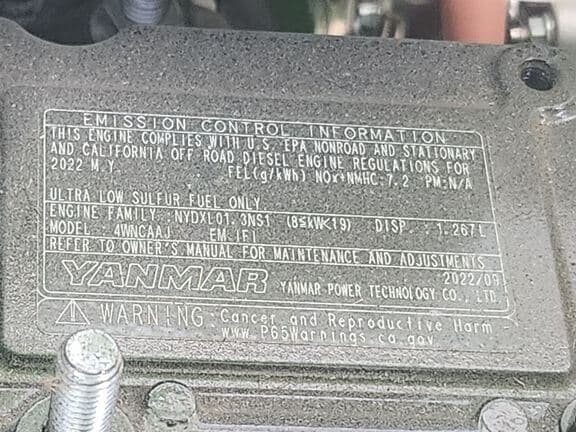 EMISSION CONTROL INFORMATION
THIS ENGINE COMPLIES WITH U.S. EPA NONROAD AND STATIONARY
AND CALIFORNIA OFF ROAD DIESEL ENGINE REGULATIONS FOR
2022 M.Y FEL(g/kWh) NOx+NMHC:7.2 PM:N/A
ULTRA LOW SULFUR FUEL ONLY.
ENGINE FAMILY: NYDXL01.3NS1 (8≦kW<19) DISP. : 1.267L
MODEL: 4WNCAAJ EM IFI
REFER TO OWNER'S MANUAL FOR MAINTENANCE AND ADJUSTMENTS
2022/09
YANMAR YANMAR POWER TECHNOLOGY CO., LTD.
⚠ WARNING: Cancer and Reproductive Harm -
www.P65Warnings.ca.gov